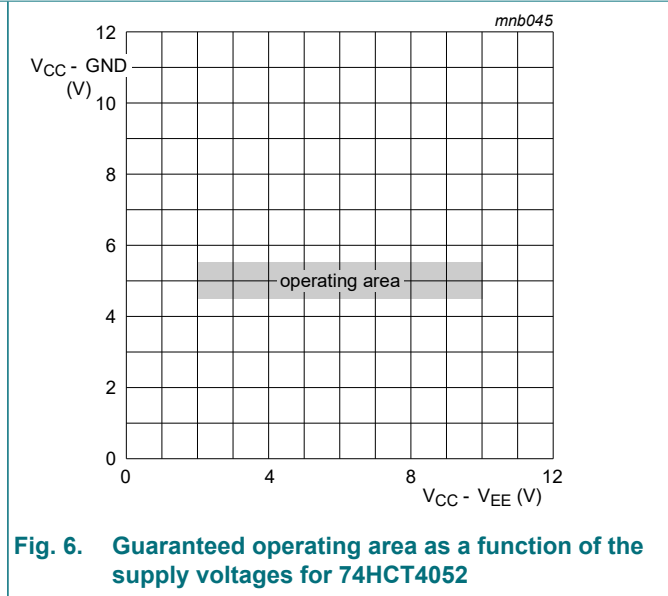 mnb045
12
VCC - GND
(V)
10
8
6
operating area
4
2
0
0 4 8 12
VCC - VEE (V)
Fig. 6. Guaranteed operating area as a function of the
supply voltages for 74HCT4052